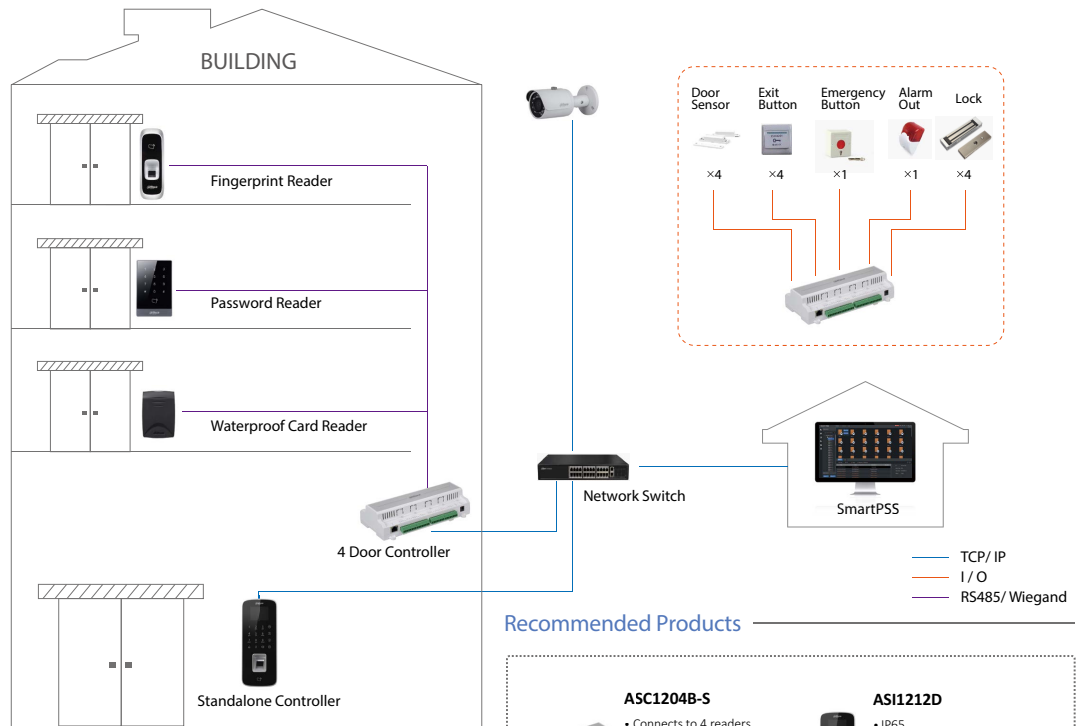 BUILDING
Fingerprint Reader
Password Reader
Waterproof Card Reader
4 Door Controller
Standalone Controller
Network Switch
Door Sensor
Exit Button
Emergency Button
Alarm Out
Lock
×4
×4
×1
×1
×4
SmartPSS
TCP/ IP
I / O
RS485/ Wiegand
Recommended Products
ASC1204B-S
• Connects to 4 readers
ASI1212D
• IP65